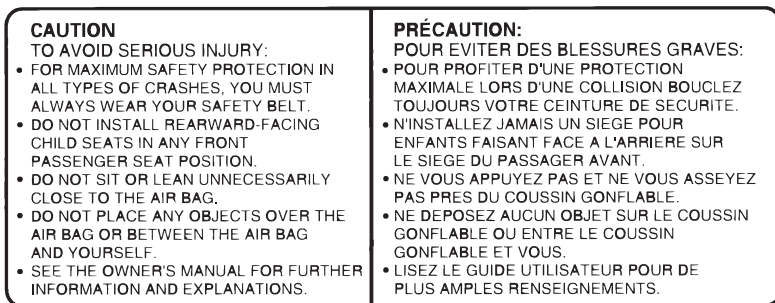 CAUTION
TO AVOID SERIOUS INJURY:
• FOR MAXIMUM SAFETY PROTECTION IN
ALL TYPES OF CRASHES, YOU MUST
ALWAYS WEAR YOUR SAFETY BELT.
• DO NOT INSTALL REARWARD-FACING
CHILD SEATS IN ANY FRONT
PASSENGER SEAT POSITION.
• DO NOT SIT OR LEAN UNNECESSARILY
CLOSE TO THE AIR BAG.
• DO NOT PLACE ANY OBJECTS OVER THE
AIR BAG OR BETWEEN THE AIR BAG
AND YOURSELF.
• SEE THE OWNER'S MANUAL FOR FURTHER
INFORMATION AND EXPLANATIONS.
PRÉCAUTION:
POUR EVITER DES BLESSURES GRAVES:
• POUR PROFITER D'UNE PROTECTION
MAXIMALE LORS D'UNE COLLISION BOUCLEZ
TOUJOURS VOTRE CEINTURE DE SECURITE.
• N'INSTALLEZ JAMAIS UN SIEGE POUR
ENFANTS FAISANT FACE A L'ARRIERE SUR
LE SIEGE DU PASSAGER AVANT.
• NE VOUS APPUYEZ PAS ET NE VOUS ASSEYEZ
PAS PRES DU COUSSIN GONFLABLE.
• NE DEPOSEZ AUCUN OBJET SUR LE COUSSIN
GONFLABLE OU ENTRE LE COUSSIN
GONFLABLE ET VOUS.
• LISEZ LE GUIDE UTILISATEUR POUR DE
PLUS AMPLES RENSEIGNEMENTS.